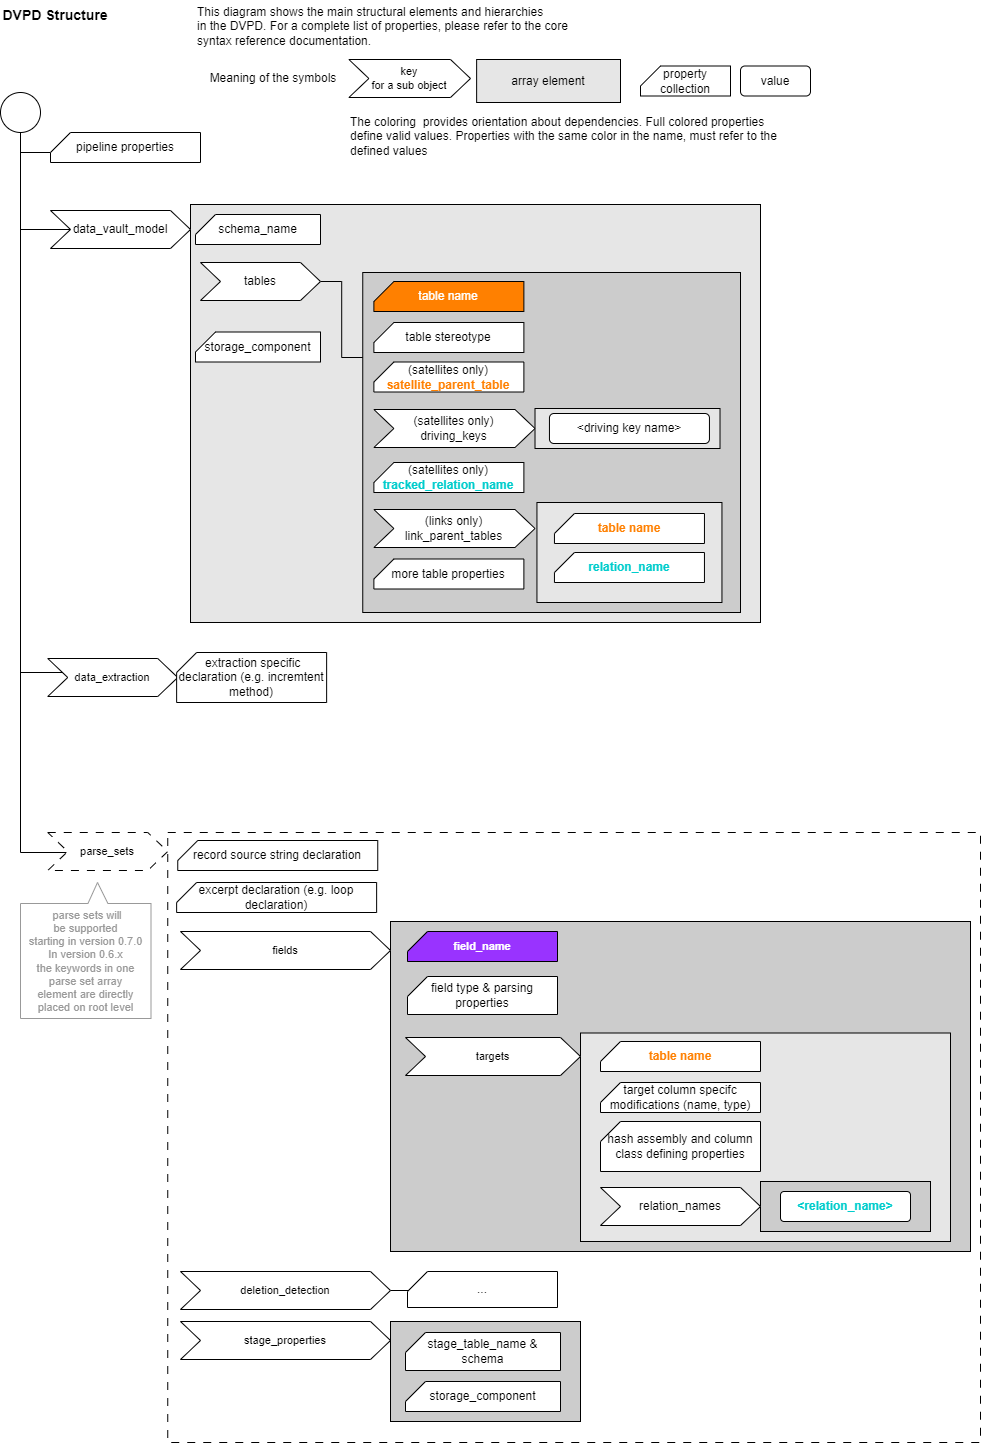 DVPD Structure
This diagram shows the main structural elements and hierarchies
in the DVPD. For a complete list of properties, please refer to the core
syntax reference documentation.
Meaning of the symbols
key
for a sub object
array element
property
collection
value
The coloring  provides orientation about dependencies. Full colored properties
define valid values. Properties with the same color in the name, must refer to the
defined values
pipeline properties
data_vault_model
schema_name
tables
storage_component
table name
table stereotype
(satellites only)
satellite_parent_table
(satellites only)
driving_keys
<driving key name>
(satellites only)
tracked_relation_name
(links only)
link_parent_tables
table name
relation_name
more table properties
data_extraction
extraction specific
declaration (e.g. incremtent
method)
parse_sets
record source string declaration
excerpt declaration (e.g. loop
declaration)
parse sets will
be supported
starting in version 0.7.0
In version 0.6.x
the keywords in one
parse set array
element are directly
placed on root level
fields
field_name
field type & parsing
properties
targets
table name
target column specifc
modifications (name, type)
hash assembly and column
class defining properties
relation_names
<relation_name>
deletion_detection
...
stage_properties
stage_table_name &
schema
storage_component